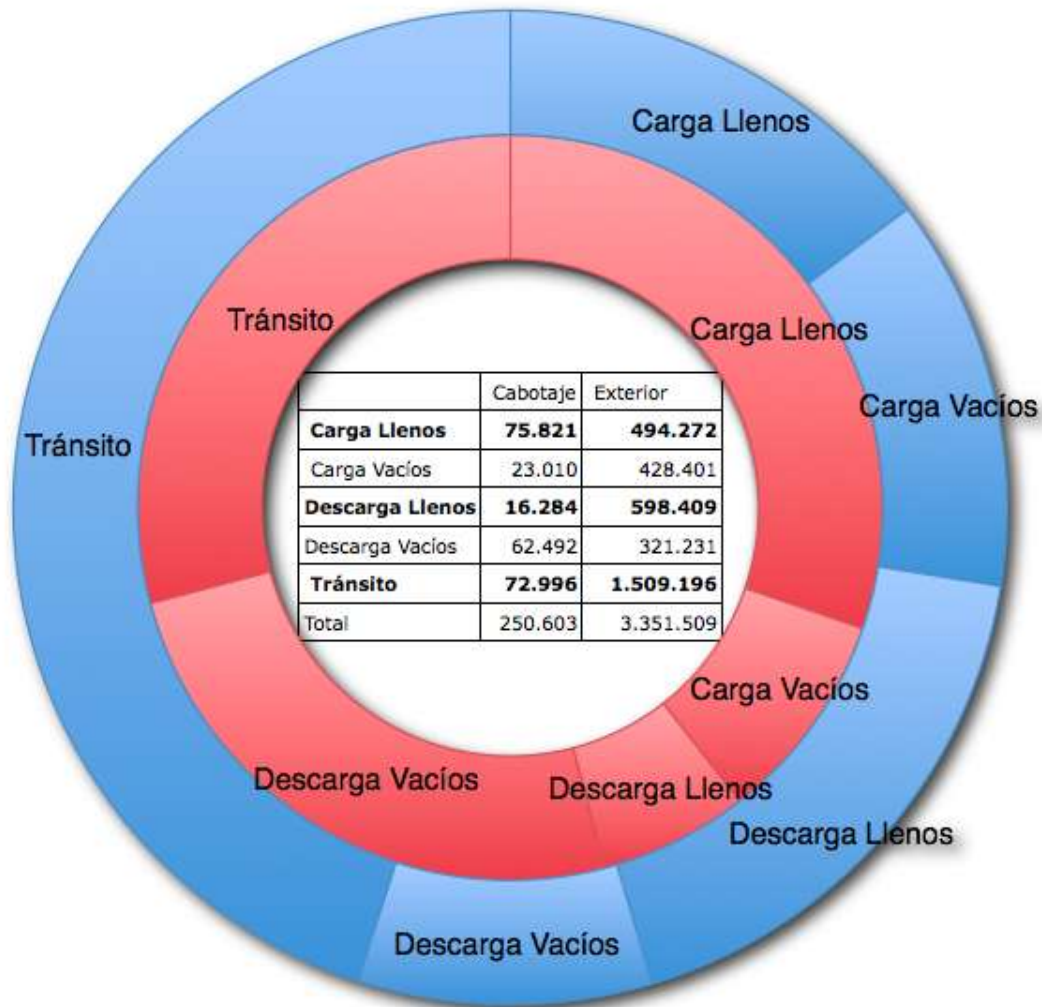 Carga Llenos
Tránsito
Carga Llenos
Cabotaje Exterior
Carga Llenos 75.821 494.272
Carga Vacíos
Tránsito
Carga Vacíos 23.010 428.401
Descarga Llenos 16.284 598.409
Descarga Vacíos 62.492 321.231
Tránsito 72.996 1.509.196
Total 250.603 3.351.509
Carga Vacíos
Descarga Vacíos
Descarga Llenos
Descarga Llenos
Descarga Vacíos